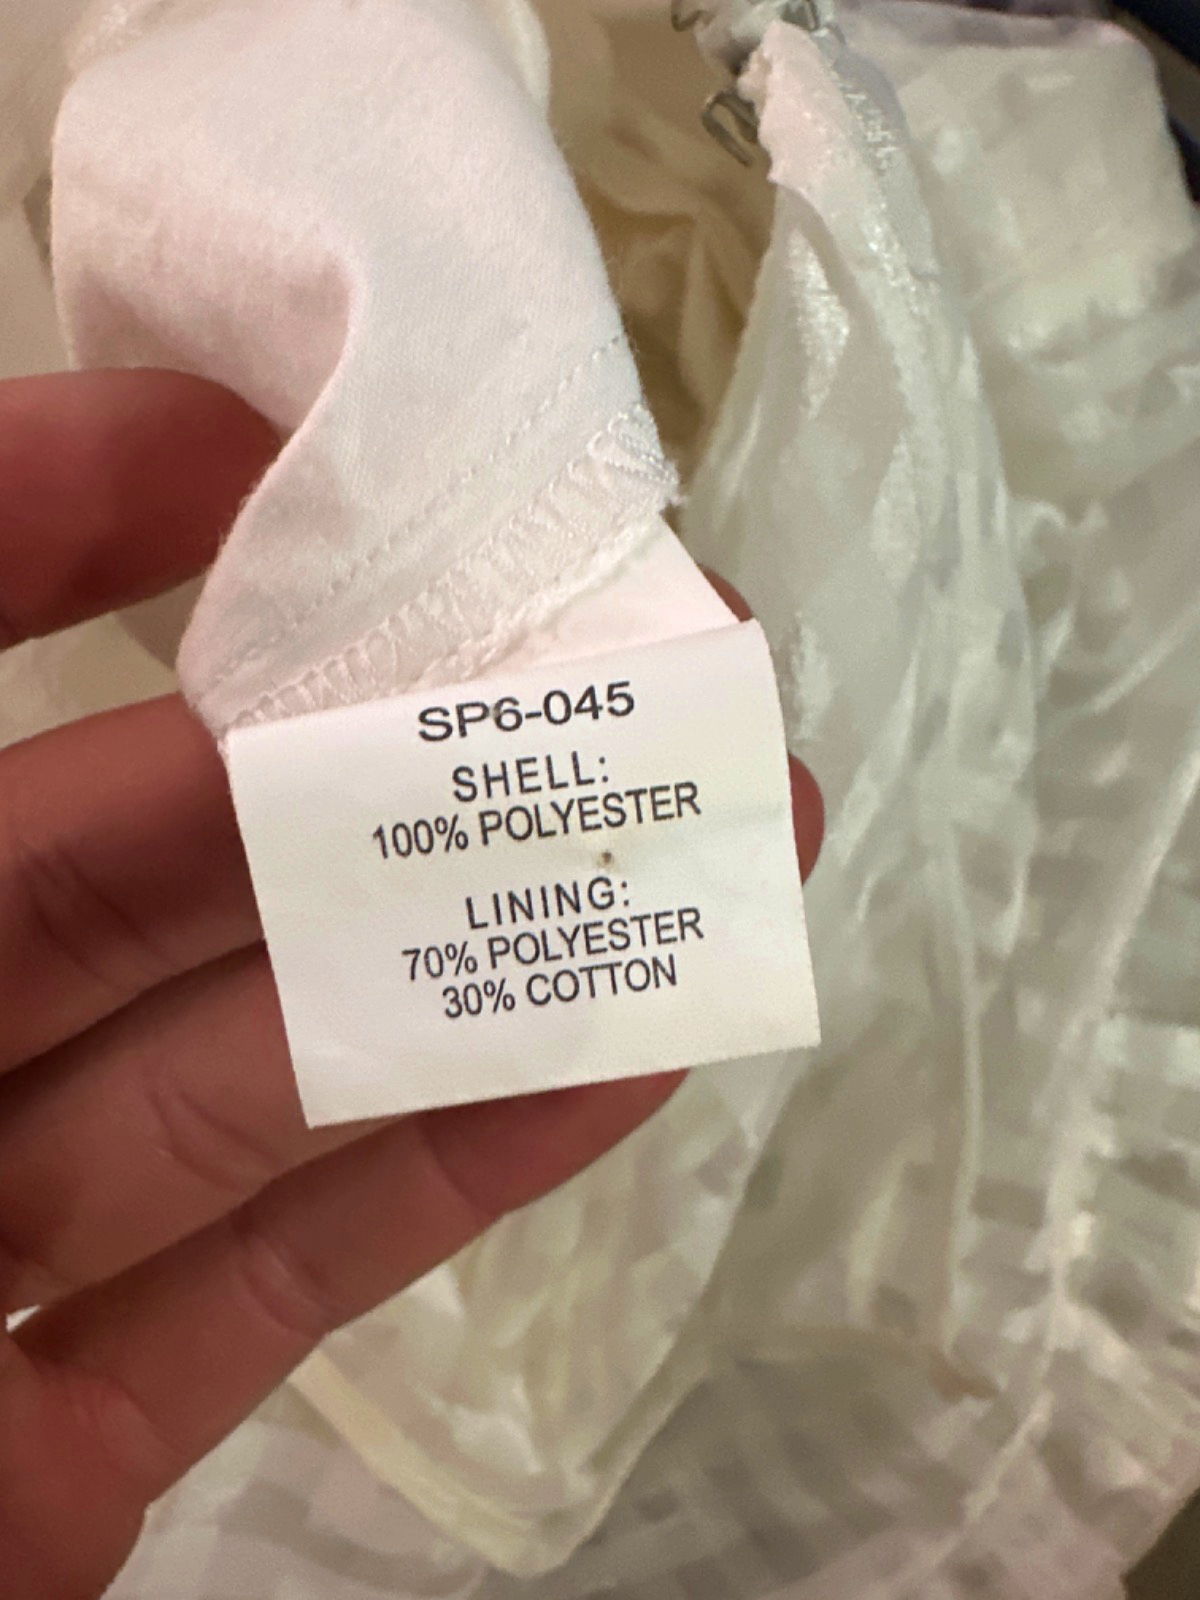 SP6-045
SHELL:
100% POLYESTER
LINING:
70% POLYESTER
30% COTTON